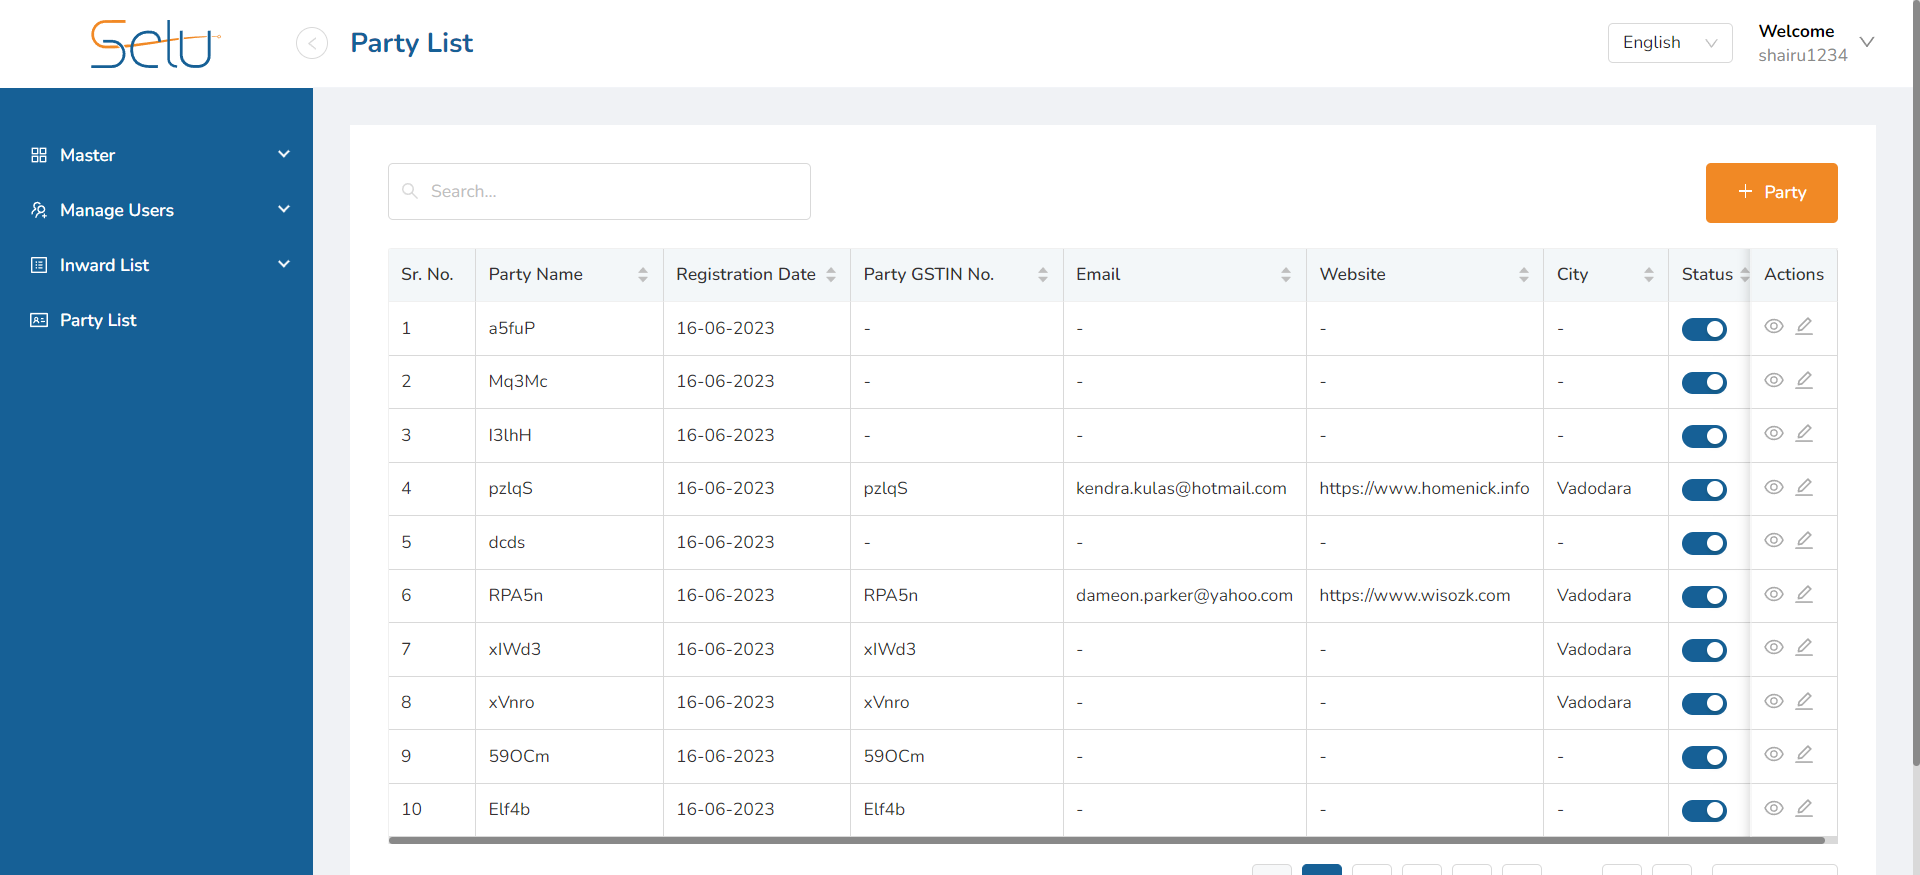 Selu
Party List
English
Welcome
shairu1234
Master
Manage Users
Inward List
Party List
Search...
+ Party
Sr. No. Party Name Registration Date Party GSTIN No. Email Website City Status Actions
1 a5fuP 16-06-2023 - - - -
2 Mq3Mc 16-06-2023 - - - -
3 I3lhH 16-06-2023 - - - -
4 pzlqS 16-06-2023 pzlqS kendra.kulas@hotmail.com https://www.homenick.info Vadodara
5 dcds 16-06-2023 - - - -
6 RPA5n 16-06-2023 RPA5n dameon.parker@yahoo.com https://www.wisozk.com Vadodara
7 xIWd3 16-06-2023 xIWd3 - - Vadodara
8 xVnro 16-06-2023 xVnro - - Vadodara
9 59OCm 16-06-2023 59OCm - - -
10 Elf4b 16-06-2023 Elf4b - - -